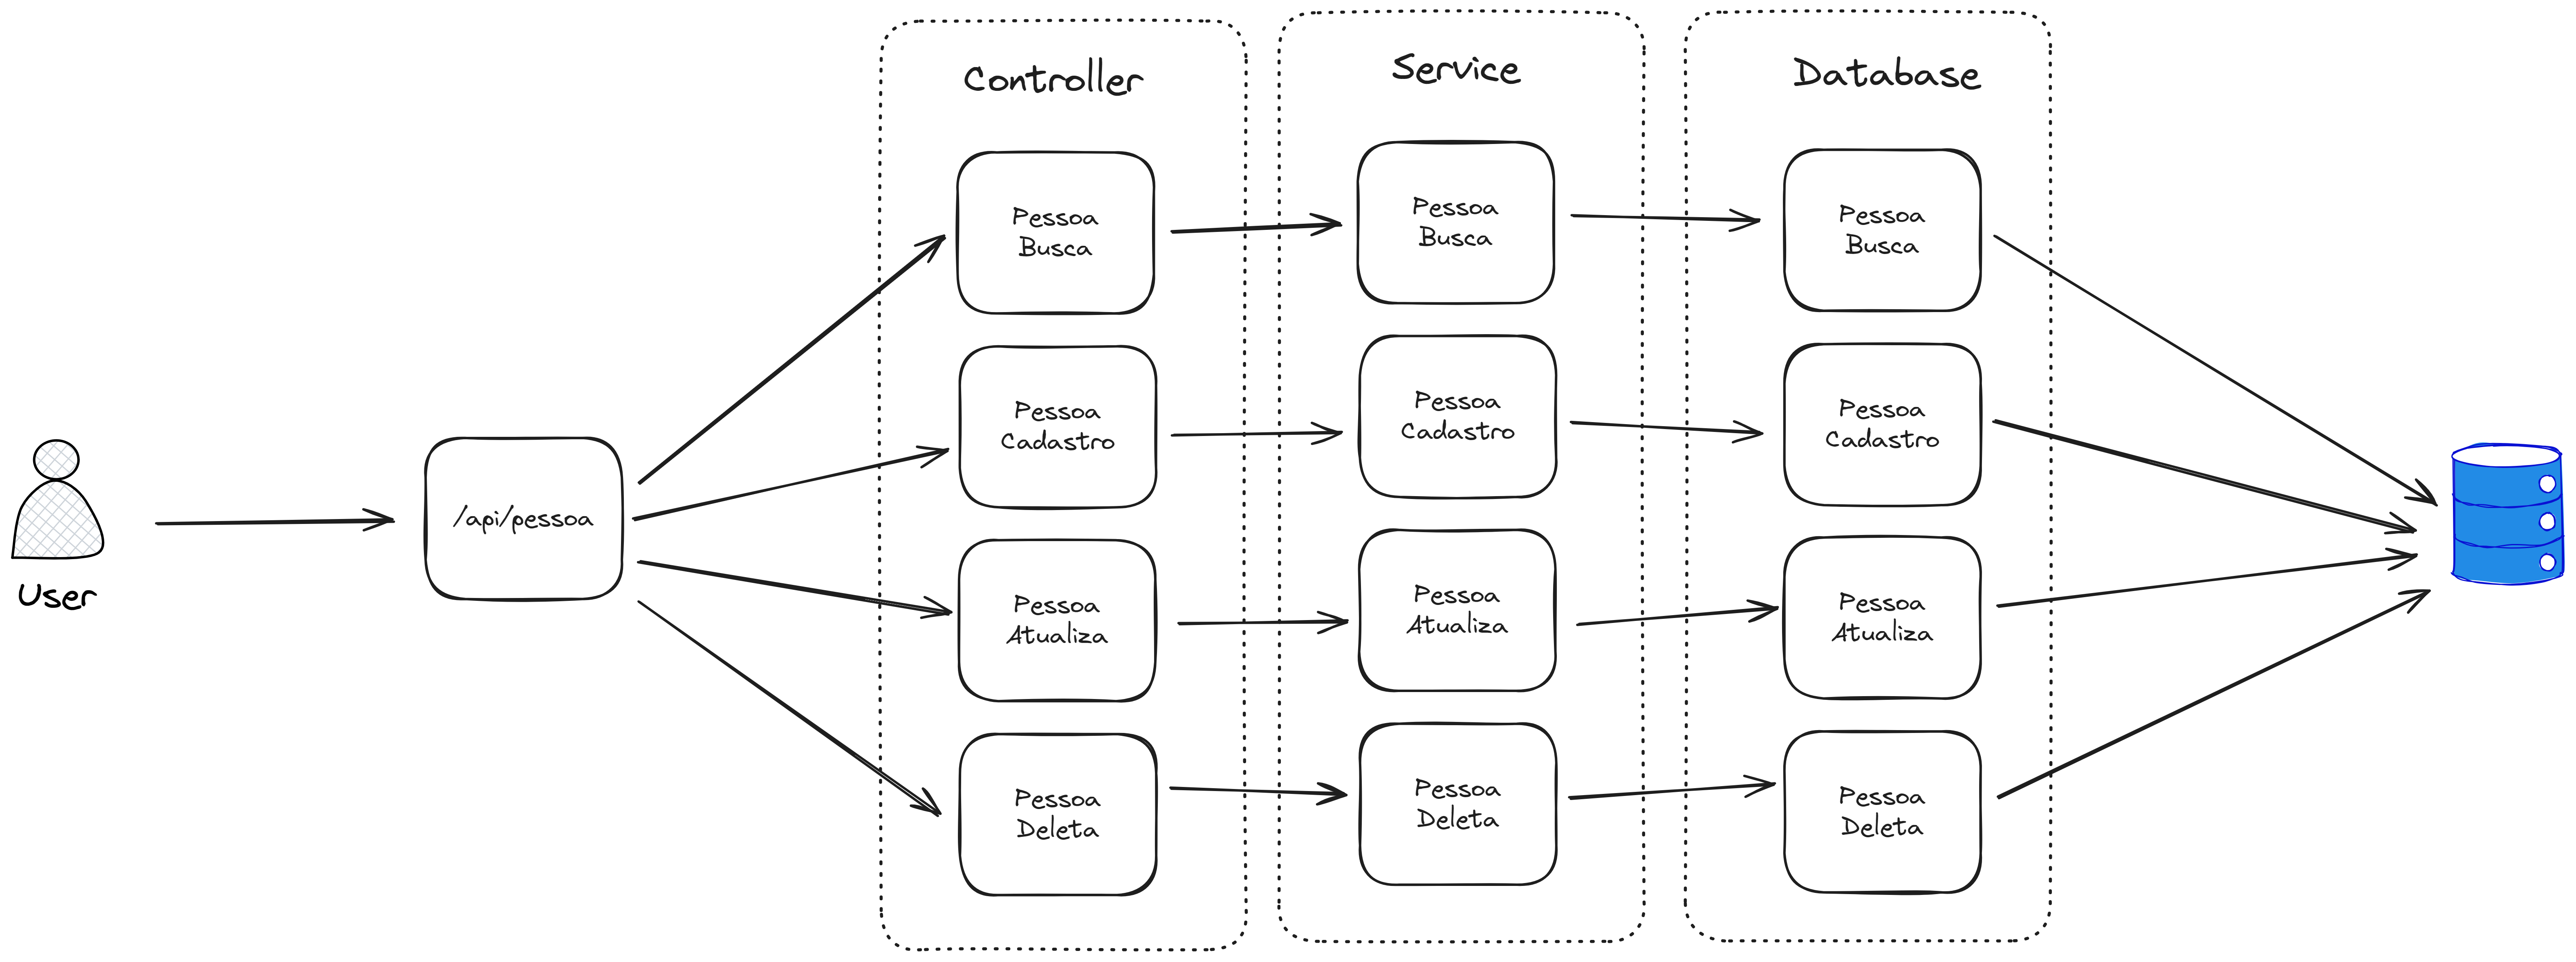 User
/api/pessoa
Controller
Pessoa
Busca
Pessoa
Cadastro
Pessoa
Atualiza
Pessoa
Deleta
Service
Pessoa
Busca
Pessoa
Cadastro
Pessoa
Atualiza
Pessoa
Deleta
Database
Pessoa
Busca
Pessoa
Cadastro
Pessoa
Atualiza
Pessoa
Deleta